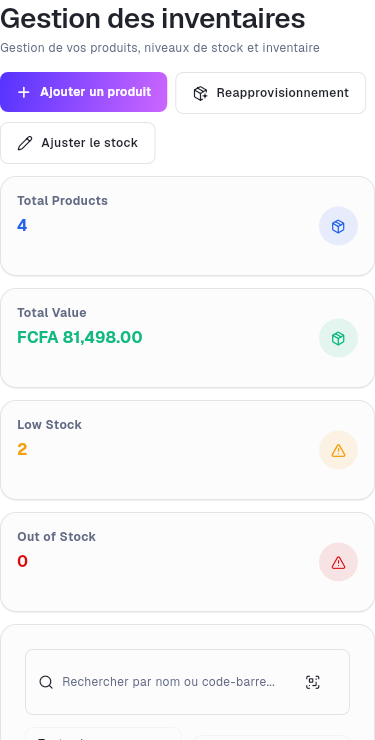 Gestion des inventaires
Gestion de vos produits, niveaux de stock et inventaire
Ajouter un produit
Reapprovisionnement
Ajuster le stock
Total Products
4
Total Value
FCFA 81,498.00
Low Stock
2
Out of Stock
0
Rechercher par nom ou code-barre...